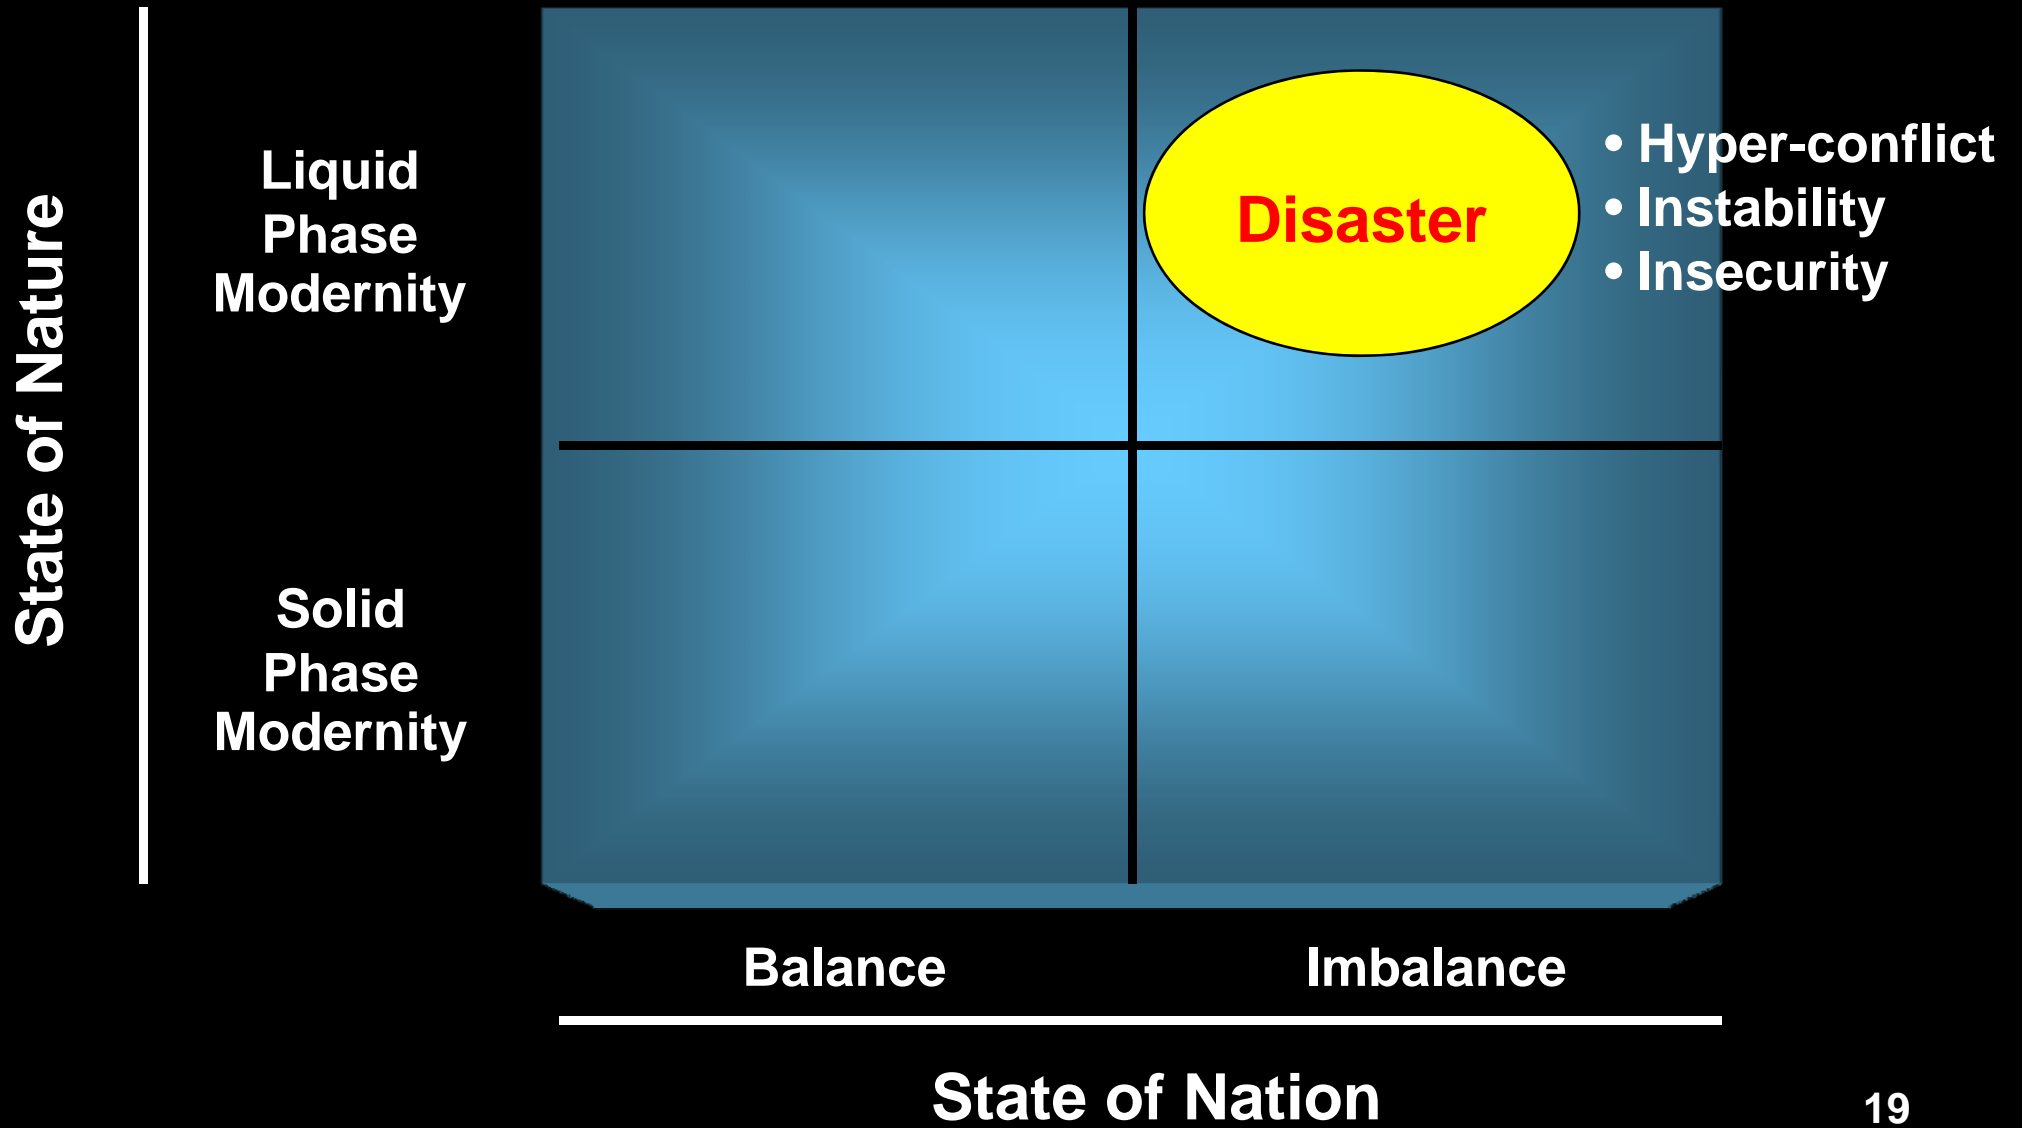 State of Nature
Liquid
Phase
Modernity
Disaster
• Hyper-conflict
• Instability
• Insecurity
Solid
Phase
Modernity
Balance
Imbalance
State of Nation
19